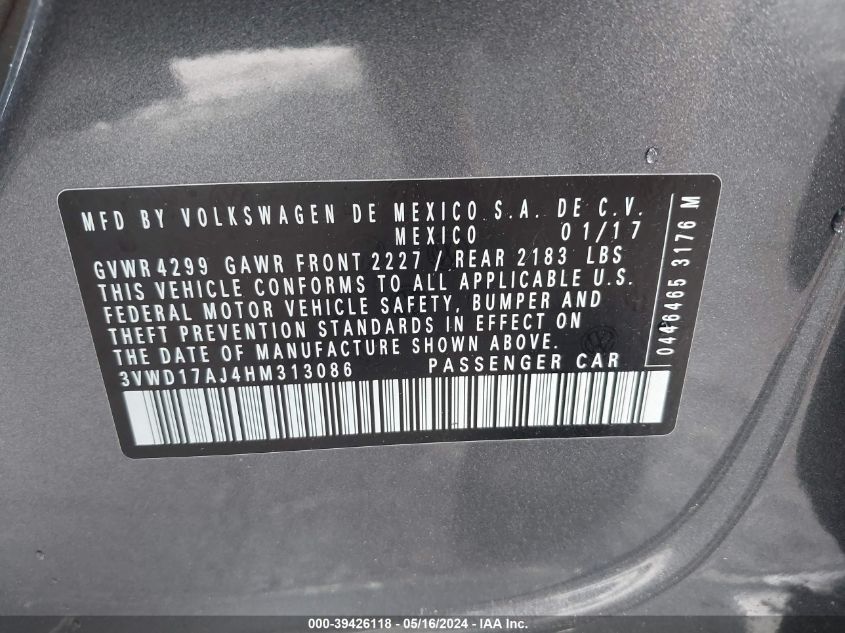 MFD BY VOLKSWAGEN DE MEXICO S.A. DE C.V.
MEXICO 01/17
GVWR 4299 GAWR FRONT 2227 / REAR 2183 LBS
THIS VEHICLE CONFORMS TO ALL APPLICABLE U.S.
FEDERAL MOTOR VEHICLE SAFETY, BUMPER AND
THEFT PREVENTION STANDARDS IN EFFECT ON
THE DATE OF MANUFACTURE SHOWN ABOVE.
3VWD17AJ4HM313086 PASSENGER CAR
0446465 3176 M
000-39426118 - 05/16/2024 - IAA Inc.